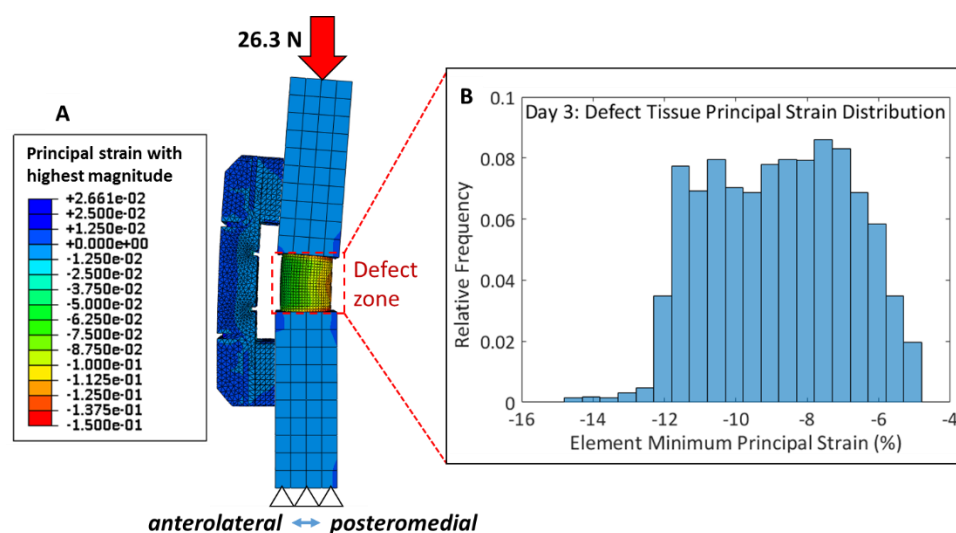 26.3 N
A
Principal strain with
highest magnitude
+2.661e-02
+2.500e-02
+1.250e-02
+0.000e+00
-1.250e-02
-2.500e-02
-3.750e-02
-5.000e-02
-6.250e-02
-7.500e-02
-8.750e-02
-1.000e-01
-1.125e-01
-1.250e-01
-1.375e-01
-1.500e-01
Defect
zone
anterolateral posteromedial
B
Day 3: Defect Tissue Principal Strain Distribution
0.1
0.08
0.06
0.04
0.02
0
Relative Frequency
-16 -14 -12 -10 -8 -6 -4
Element Minimum Principal Strain (%)